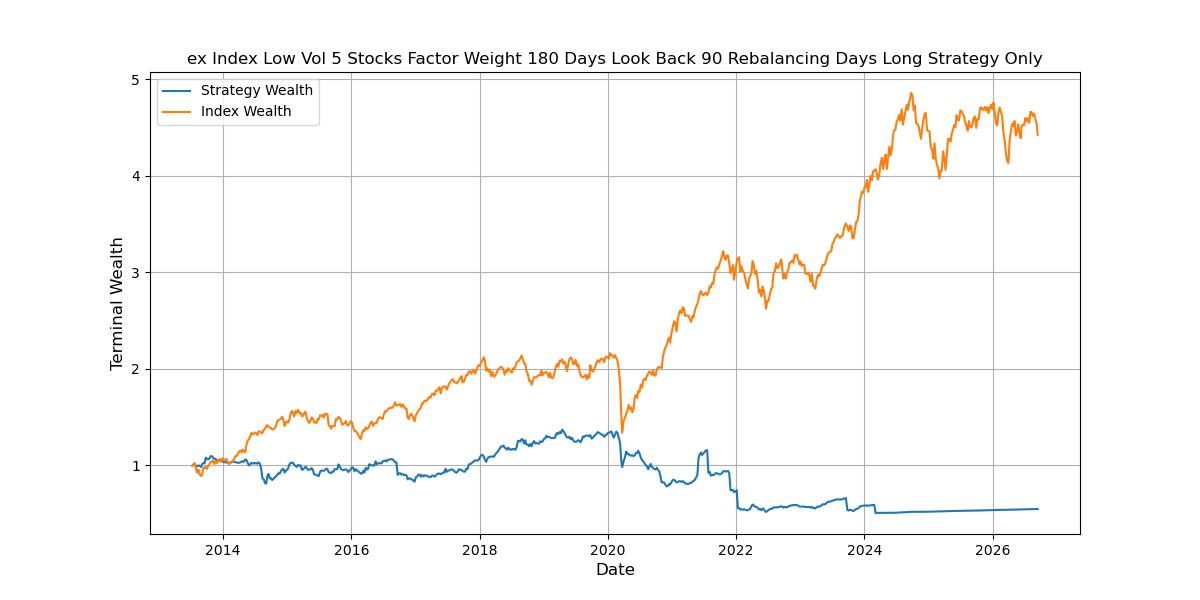 ex Index Low Vol 5 Stocks Factor Weight 180 Days Look Back 90 Rebalancing Days Long Strategy Only
Strategy Wealth
Index Wealth
Terminal Wealth
5
4
3
2
1
2014 2016 2018 2020 2022 2024 2026
Date